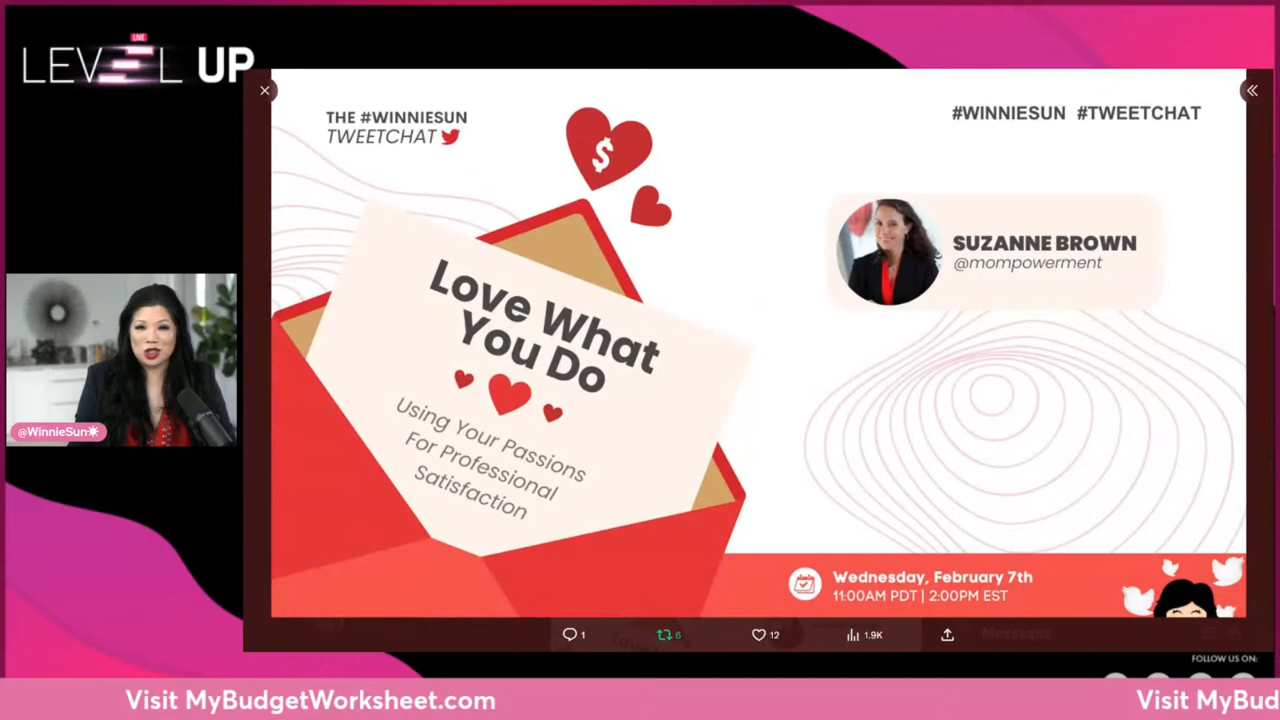 LIVE
LEVEL UP
THE #WINNIESUN
TWEETCHAT
#WINNIESUN #TWEETCHAT
$
SUZANNE BROWN
@mompowerment
Love What
You Do
Using Your Passions
For Professional
Satisfaction
@WinnieSun
Wednesday, February 7th
11:00AM PDT | 2:00PM EST
1
6
12
1.9K
Messages
FOLLOW US ON:
Visit MyBudgetWorksheet.com
Visit MyBud